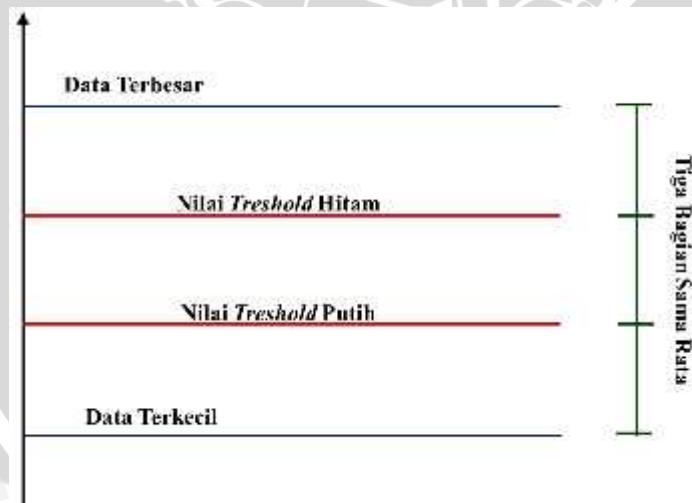 Data Terbesar
Nilai Treshold Hitam
Nilai Treshold Putih
Data Terkecil
Tiga Bagian Sama Rata